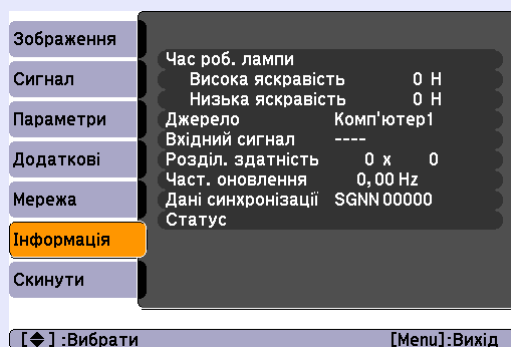 Зображення
Сигнал
Параметри
Додаткові
Мережа
Інформація
Скинути
Час роб. лампи
Висока яскравість 0 H
Низька яскравість 0 H
Джерело Комп'ютер1
Вхідний сигнал ----
Розділ. здатність 0 x 0
Част. оновлення 0,00 Hz
Дані синхронізації SGNN 00000
Статус
[◆] :Вибрати [Menu]:Вихід